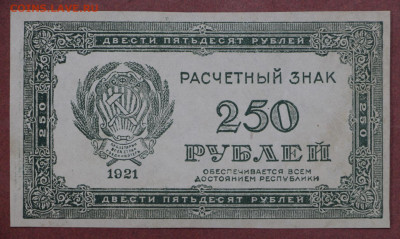 ДВЕСТИ ПЯТЬДЕСЯТ РУБЛЕЙ
РАСЧЕТНЫЙ ЗНАК
250
РУБЛЕЙ
1921
ОБЕСПЕЧИВАЕТСЯ ВСЕМ
ДОСТОЯНИЕМ РЕСПУБЛИКИ
250
250
ДВЕСТИ ПЯТЬДЕСЯТ РУБЛЕЙ